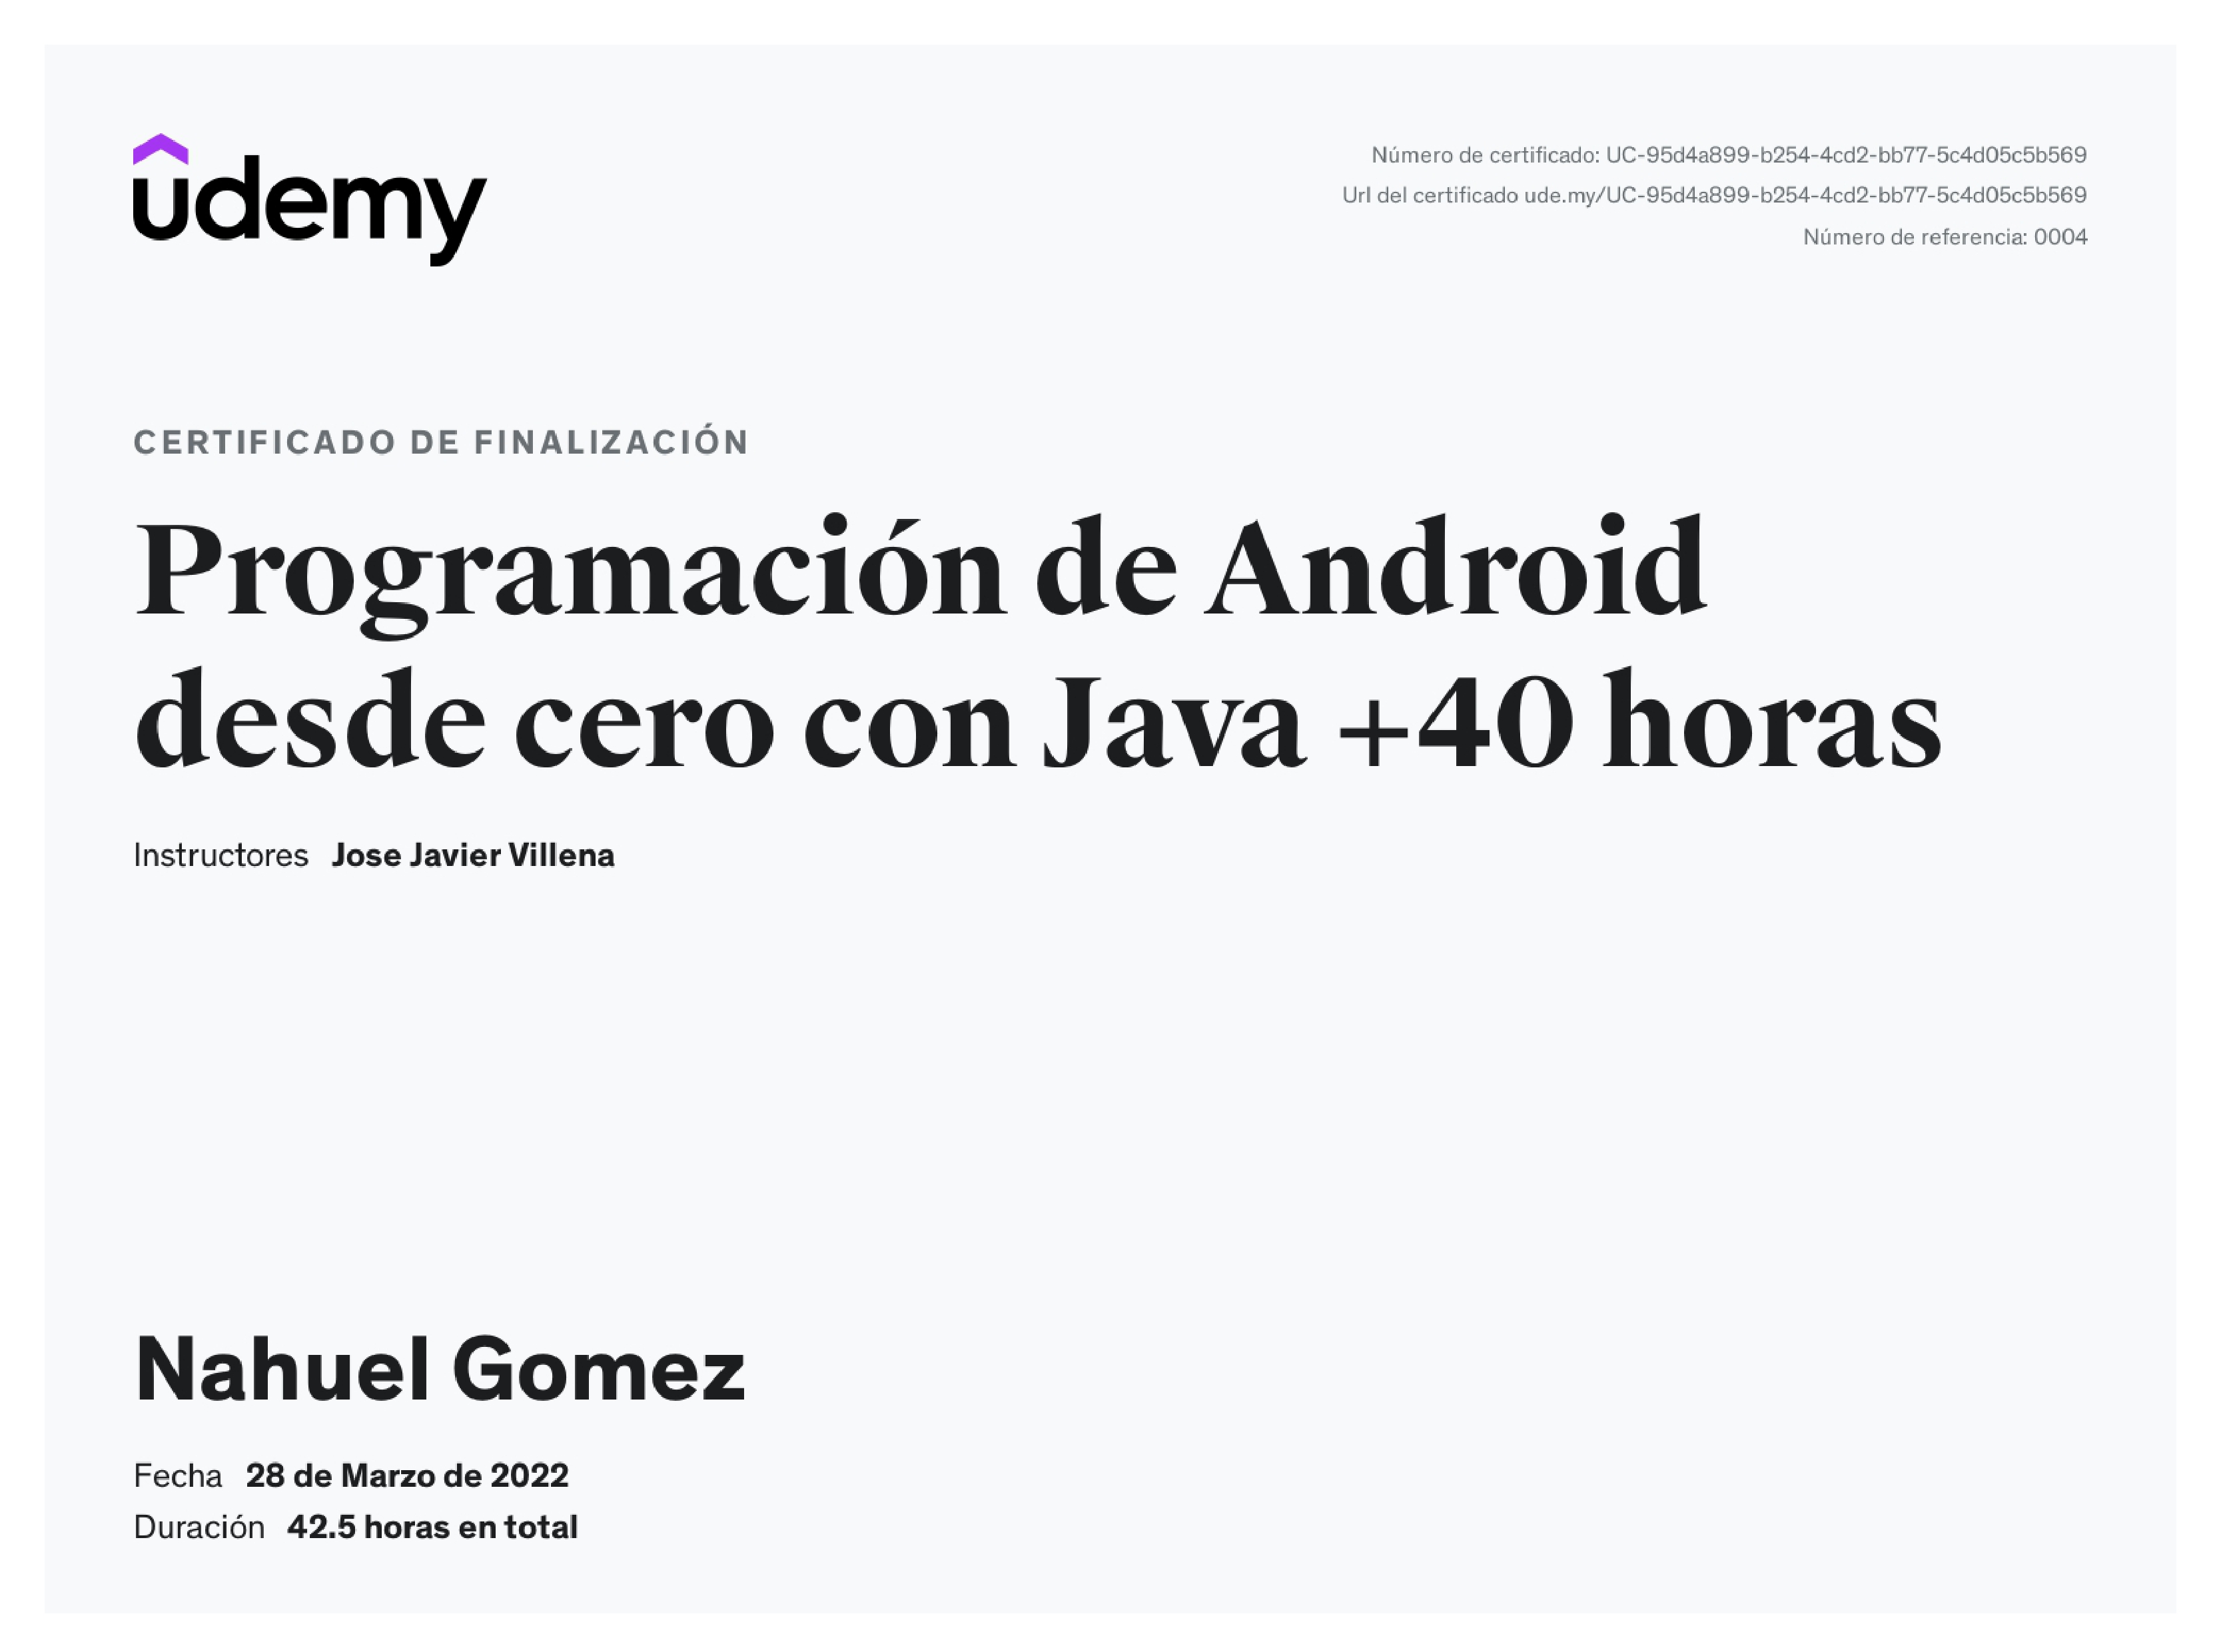 udemy
Número de certificado: UC-95d4a899-b254-4cd2-bb77-5c4d05c5b569
Url del certificado ude.my/UC-95d4a899-b254-4cd2-bb77-5c4d05c5b569
Número de referencia: 0004
CERTIFICADO DE FINALIZACIÓN
Programación de Android
desde cero con Java +40 horas
Instructores Jose Javier Villena
Nahuel Gomez
Fecha 28 de Marzo de 2022
Duración 42.5 horas en total